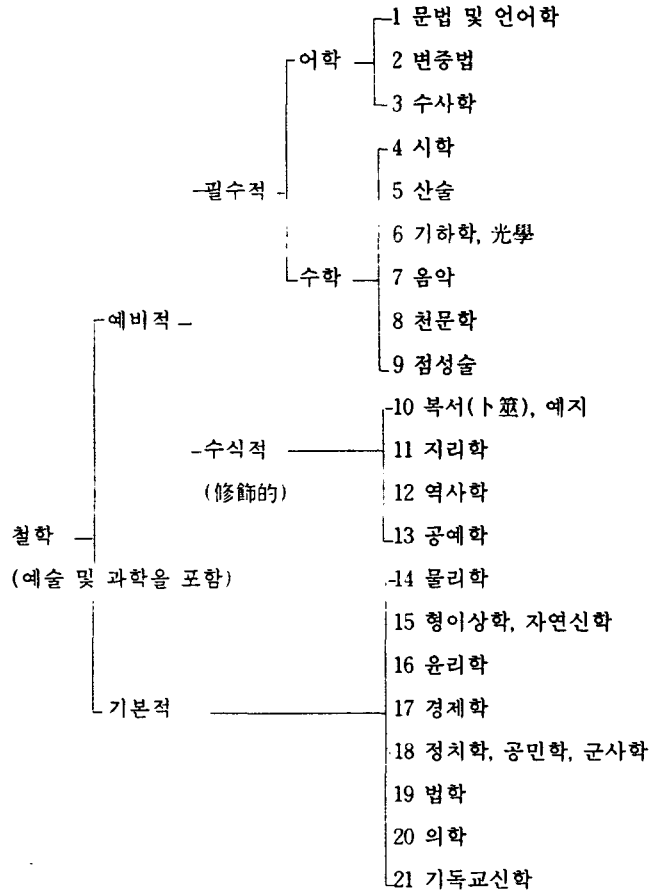 1 문법 및 언어학
어학
2 변증법
3 수사학
4 시학
필수적
5 산술
6 기하학, 光學
수학
7 음악
예비적
8 천문학
9 점성술
10 복서(卜筮), 예지
수식적
11 지리학
(修飾的)
12 역사학
철학
13 공예학
(예술 및 과학을 포함)
14 물리학
15 형이상학, 자연신학
16 윤리학
기본적
17 경제학
18 정치학, 공민학, 군사학
19 법학
20 의학
21 기독교신학